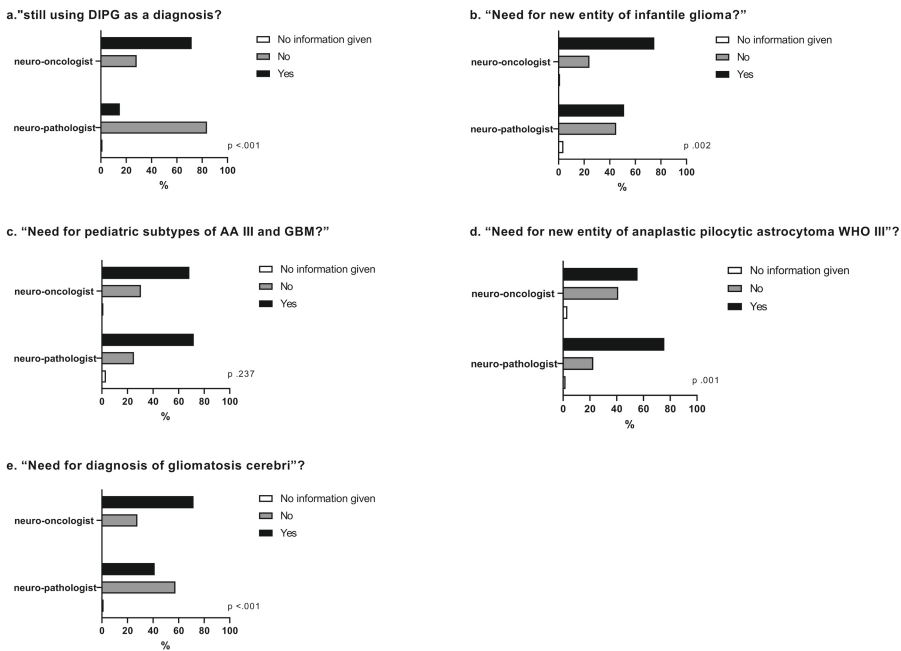 a."still using DIPG as a diagnosis?
No information given
No
Yes
neuro-oncologist
neuro-pathologist
p <.001
0 20 40 60 80 100
%
b. “Need for new entity of infantile glioma?”
No information given
No
Yes
neuro-oncologist
neuro-pathologist
p .002
0 20 40 60 80 100
%
c. “Need for pediatric subtypes of AA III and GBM?”
No information given
No
Yes
neuro-oncologist
neuro-pathologist
p .237
0 20 40 60 80 100
%
d. “Need for new entity of anaplastic pilocytic astrocytoma WHO III”?
No information given
No
Yes
neuro-oncologist
neuro-pathologist
p .001
0 20 40 60 80 100
%
e. “Need for diagnosis of gliomatosis cerebri”?
No information given
No
Yes
neuro-oncologist
neuro-pathologist
p <.001
0 20 40 60 80 100
%